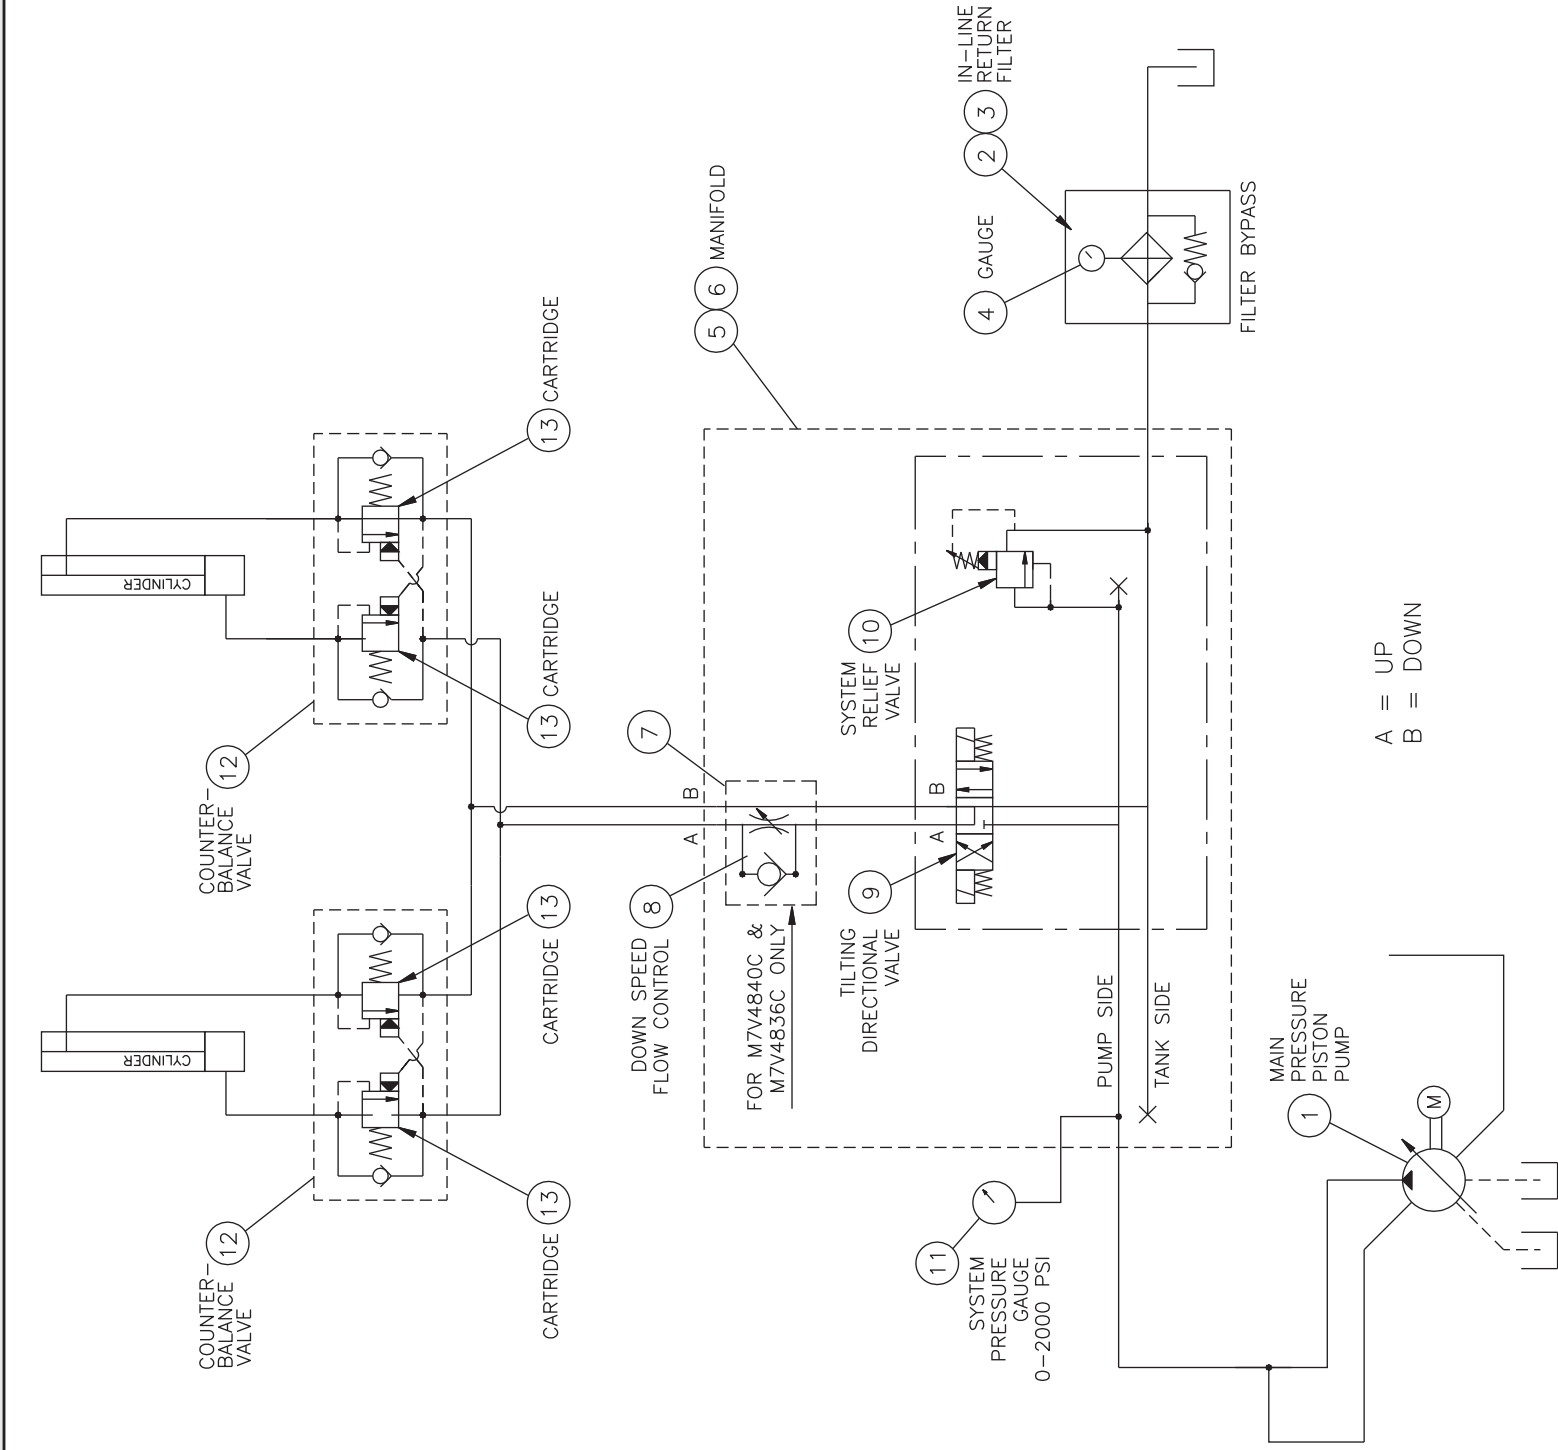 CYLINDER
CYLINDER
COUNTER-
BALANCE
VALVE
12
COUNTER-
BALANCE
VALVE
12
CARTRIDGE
13
CARTRIDGE
13
13
CARTRIDGE
13
CARTRIDGE
DOWN SPEED
FLOW CONTROL
8
7
A
B
5
6
MANIFOLD
FOR M7V4840C &
M7V4836C ONLY
TILTING
DIRECTIONAL
VALVE
9
A
B
SYSTEM
RELIEF
VALVE
10
4
GAUGE
2
3
IN-LINE
RETURN
FILTER
FILTER BYPASS
11
SYSTEM
PRESSURE
GAUGE
0-2000 PSI
PUMP SIDE
TANK SIDE
1
MAIN
PRESSURE
PISTON
PUMP
M
A = UP
B = DOWN